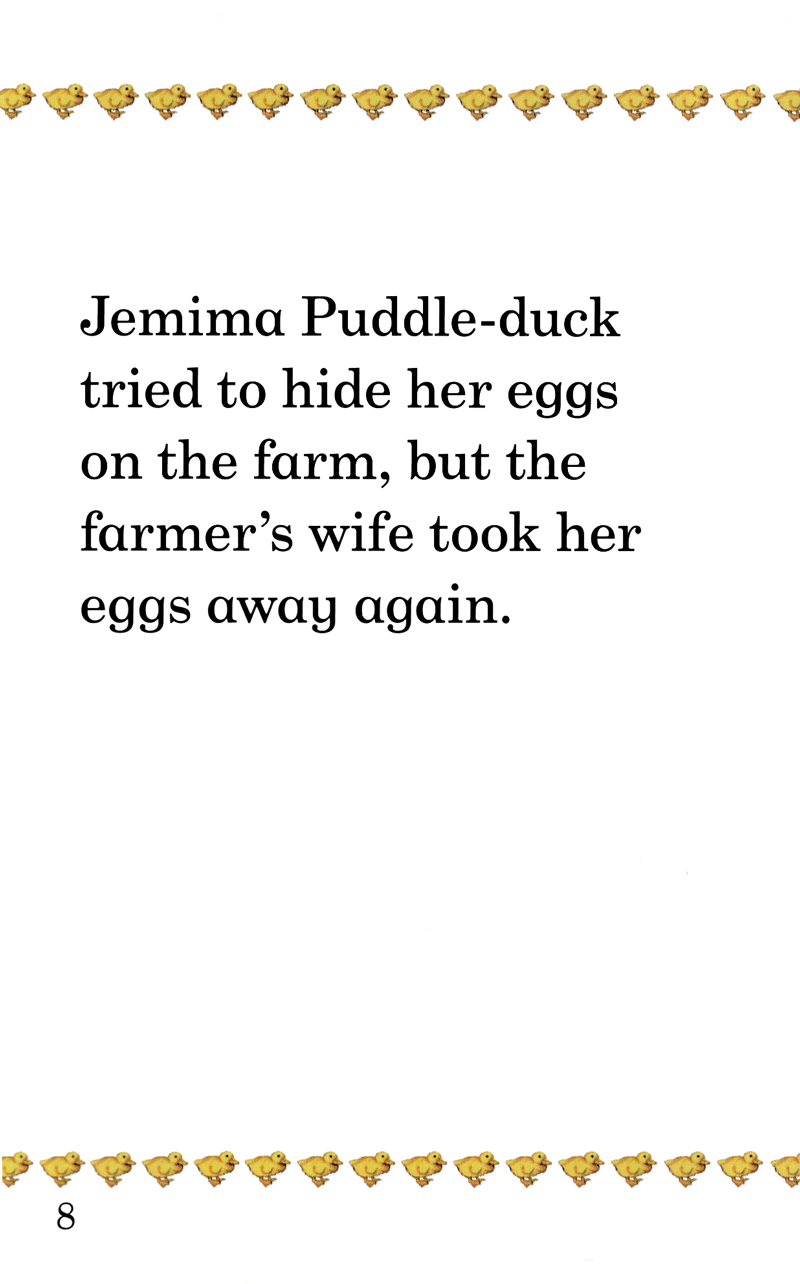 Jemima Puddle-duck
tried to hide her eggs
on the farm, but the
farmer’s wife took her
eggs away again.
8